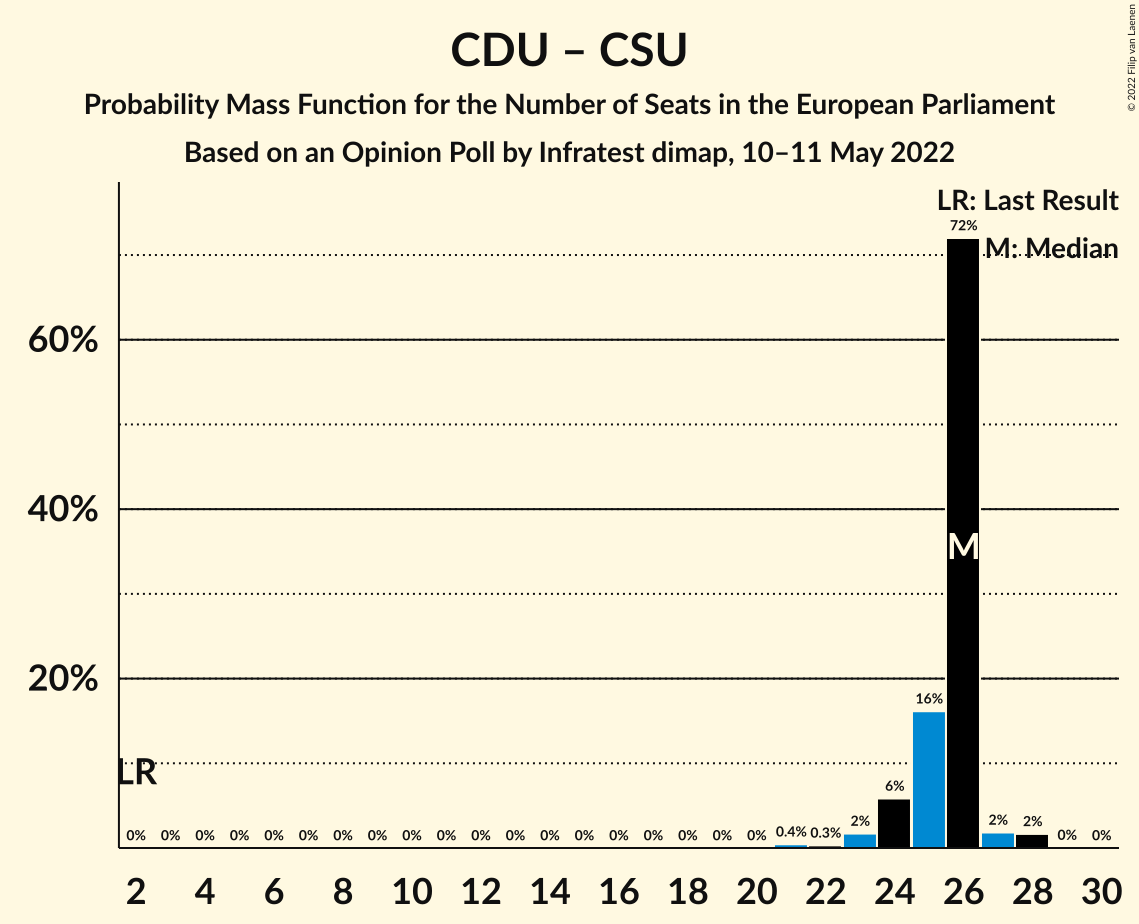 CDU – CSU
Probability Mass Function for the Number of Seats in the European Parliament
Based on an Opinion Poll by Infratest dimap, 10–11 May 2022
© 2022 Filip van Laenen
LR: Last Result
M: Median
72%
60%
40%
M
20%
16%
LR
6%
0% 0% 0% 0% 0% 0% 0% 0% 0% 0% 0% 0% 0% 0% 0% 0% 0% 0% 0% 0.4% 0.3% 2% 2% 2% 0% 0%
2 4 6 8 10 12 14 16 18 20 22 24 26 28 30